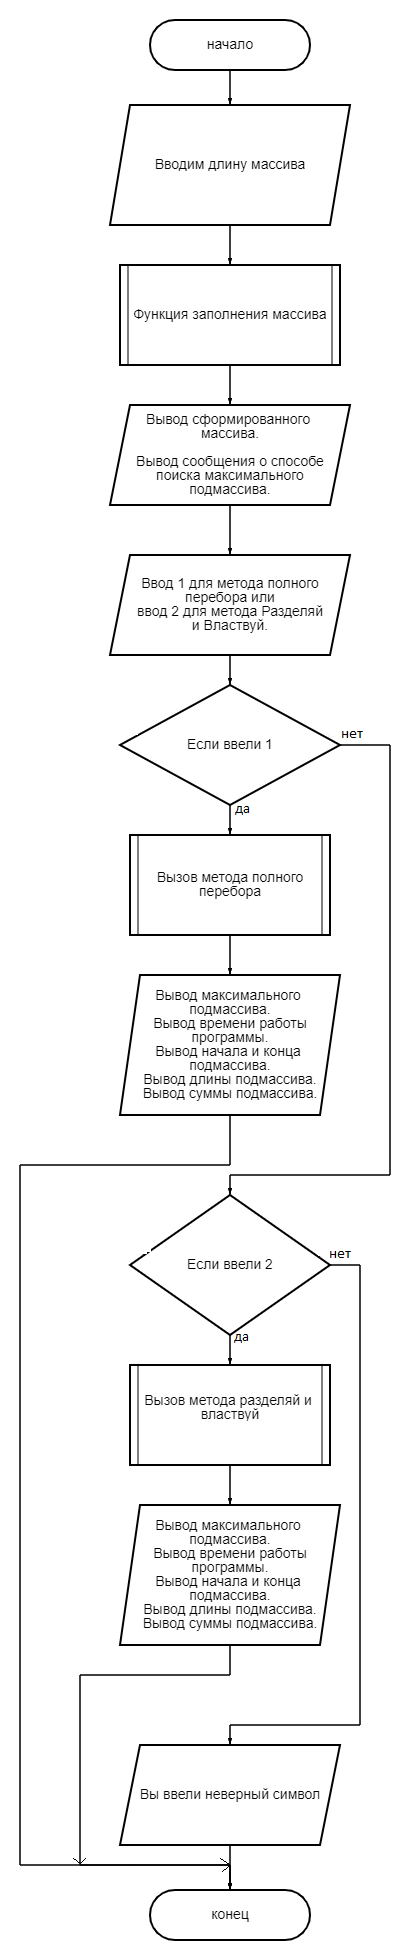 начало
Вводим длину массива
Функция заполнения массива
Вывод сформированного
массива.
Вывод сообщения о способе
поиска максимального
подмассива.
Ввод 1 для метода полного
перебора или
ввод 2 для метода Разделяй
и Властвуй.
Если ввели 1
нет
да
Вызов метода полного
перебора
Вывод максимального
подмассива.
Вывод времени работы
программы.
Вывод начала и конца
подмассива.
Вывод длины подмассива.
Вывод суммы подмассива.
Если ввели 2
нет
да
Вызов метода разделяй и
властвуй
Вывод максимального
подмассива.
Вывод времени работы
программы.
Вывод начала и конца
подмассива.
Вывод длины подмассива.
Вывод суммы подмассива.
Вы ввели неверный символ
конец